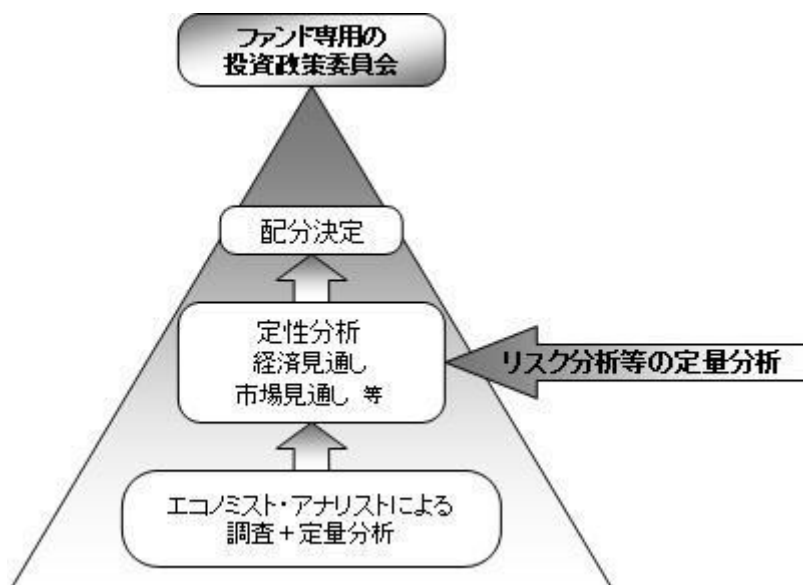 ファンド専用の
投資政策委員会
配分決定
定性分析
経済見通し
市場見通し 等
リスク分析等の定量分析
エコノミスト・アナリストによる
調査＋定量分析